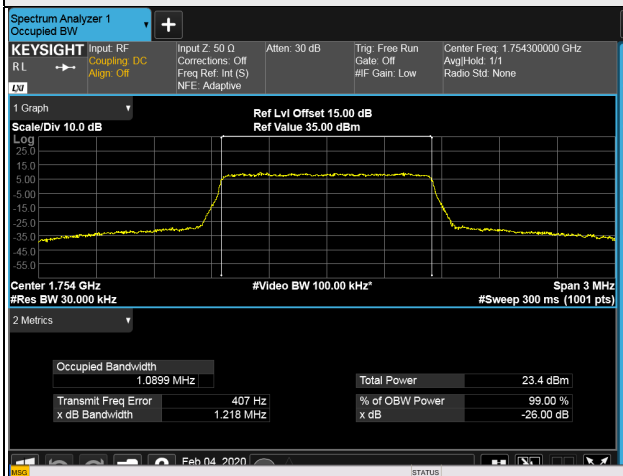 Spectrum Analyzer 1
Occupied BW
KEYSIGHT
RL
LXI
Input: RF
Coupling: DC
Align: Off
Input Z: 50 Ω
Corrections: Off
Freq Ref: Int (S)
NFE: Adaptive
Atten: 30 dB
Trig: Free Run
Gate: Off
#IF Gain: Low
Center Freq: 1.754300000 GHz
Avg|Hold: 1/1
Radio Std: None
1 Graph
Scale/Div 10.0 dB
Ref Lvl Offset 15.00 dB
Ref Value 35.00 dBm
Log
25.0
15.0
5.00
-5.00
-15.0
-25.0
-35.0
-45.0
-55.0
Center 1.754 GHz
#Video BW 100.00 kHz*
Span 3 MHz
#Res BW 30.000 kHz
#Sweep 300 ms (1001 pts)
2 Metrics
Occupied Bandwidth
1.0899 MHz
Total Power 23.4 dBm
Transmit Freq Error 407 Hz
% of OBW Power 99.00 %
x dB Bandwidth 1.218 MHz
x dB -26.00 dB
Feb 04, 2020
MSG
STATUS